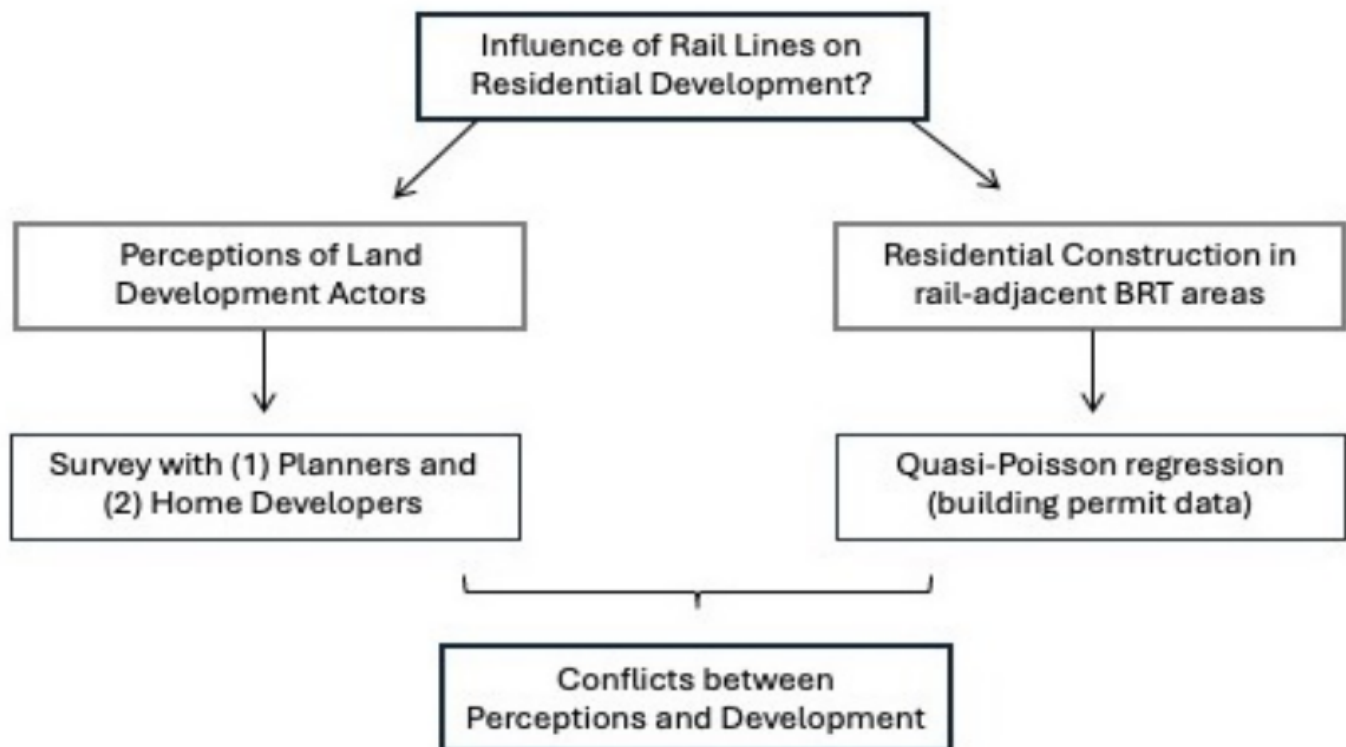 Influence of Rail Lines on
Residential Development?
Perceptions of Land
Development Actors
Residential Construction in
rail-adjacent BRT areas
Survey with (1) Planners and
(2) Home Developers
Quasi-Poisson regression
(building permit data)
Conflicts between
Perceptions and Development